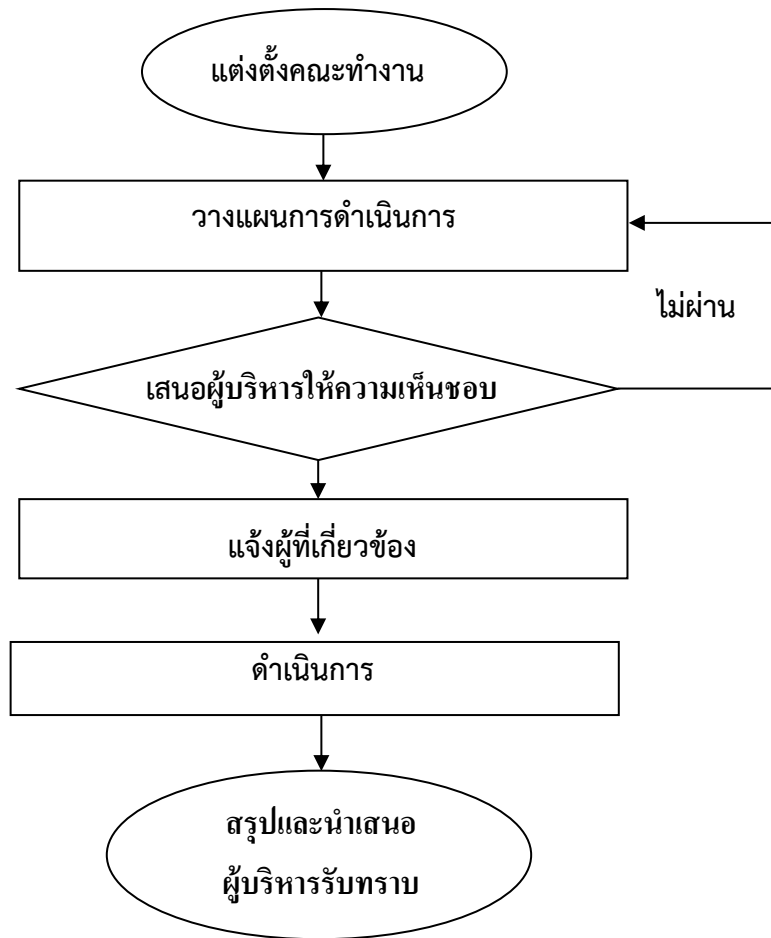 แต่งตั้งคณะทำงาน
วางแผนการดำเนินการ
ไม่ผ่าน
เสนอผู้บริหารให้ความเห็นชอบ
แจ้งผู้ที่เกี่ยวข้อง
ดำเนินการ
สรุปและนำเสนอ
ผู้บริหารรับทราบ